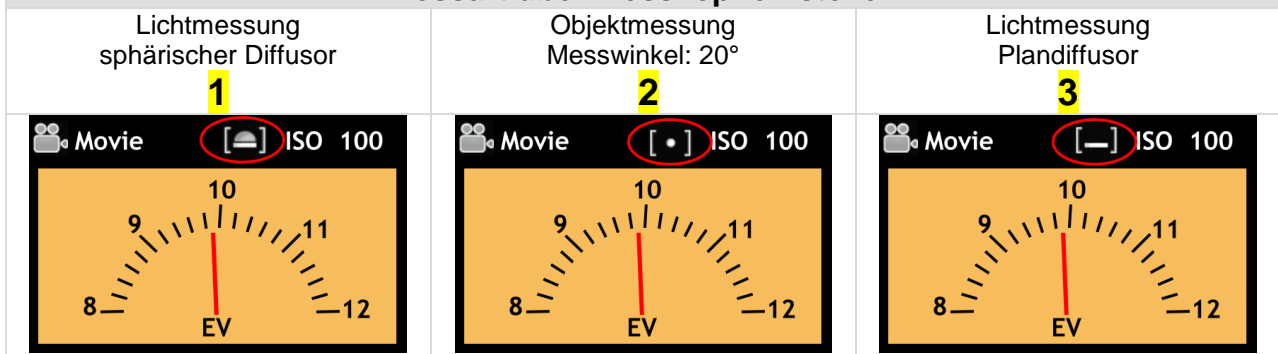 Lichtmessung
sphärischer Diffusor
1
Objektmessung
Messwinkel: 20°
2
Lichtmessung
Plandiffusor
3
Movie [ ] ISO 100
10
9 11
8 12
EV
Movie [ • ] ISO 100
10
9 11
8 12
EV
Movie [ ] ISO 100
10
9 11
8 12
EV